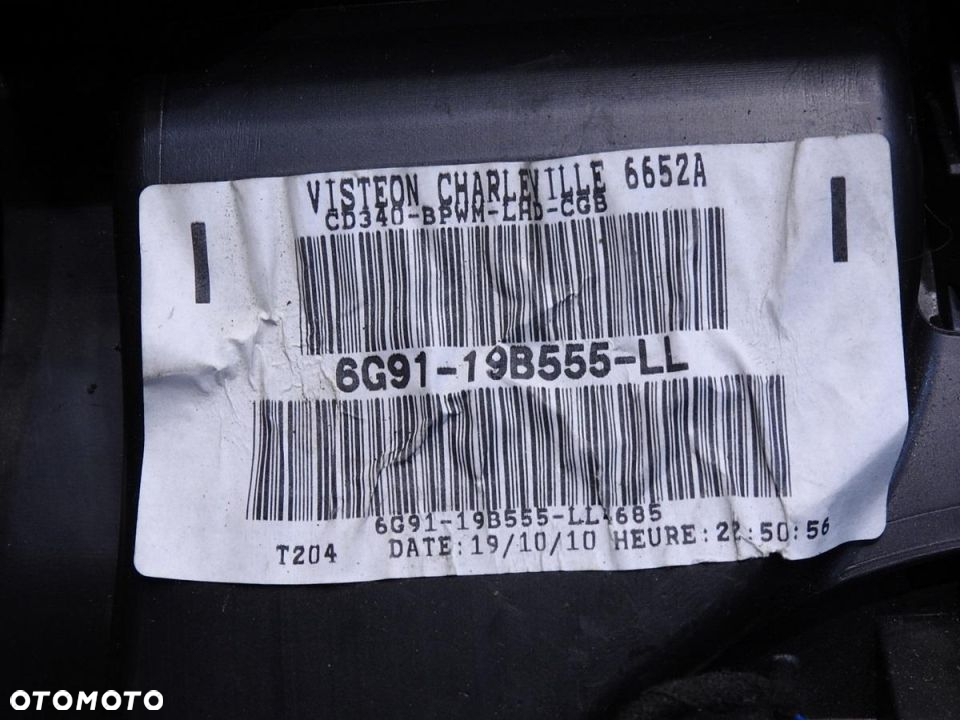 VISTEON CHARLEVILLE 6652A
CD340-BPWM-LHD-CGB
6G91-19B555-LL
6G91-19B555-LL4685
T204 DATE:19/10/10 HEURE:22:50:56
OTOMOTO